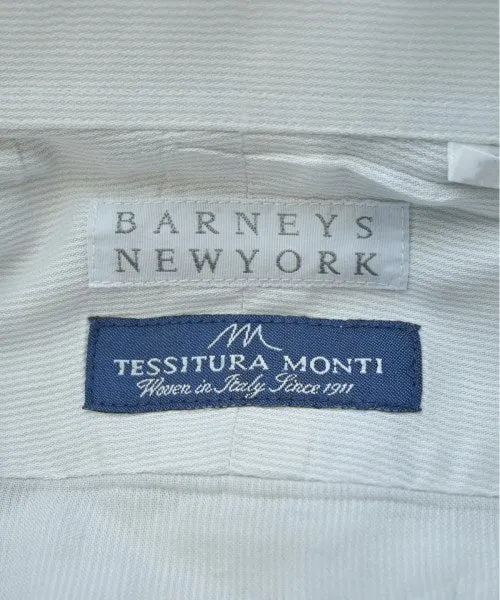 BARNEYS
NEWYORK
TESSITURA MONTI
Woven in Italy Since 1911